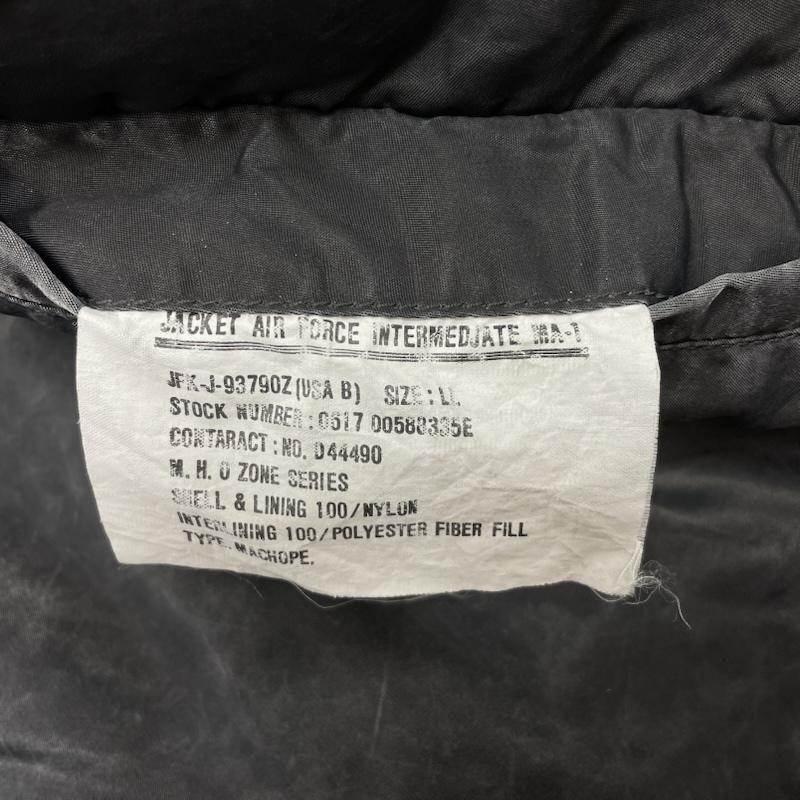 JACKET AIR FORCE INTERMEDJATE MA-1
JFK-J-93790Z(USA B) SIZE:LL.
STOCK NUMBER:0517 00583335E
CONTARACT:NO. D44490
M. H. O ZONE SERIES
SHELL & LINING 100/NYLON
INTERLINING 100/POLYESTER FIBER FILL
TYPE. MACHOPE.